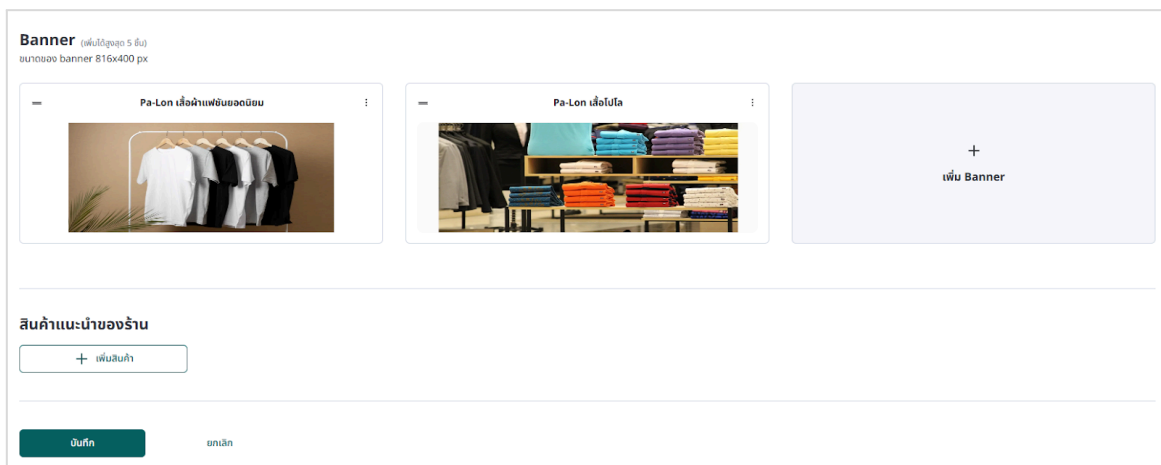 Banner (เพิ่มได้สูงสุด 5 ชิ้น)
ขนาดของ banner 816x400 px
Pa-Lon เสื้อผ้าแฟชันยอดนิยม
Pa-Lon เสื้อโปโล
+
เพิ่ม Banner
สินค้าแนะนำของร้าน
+ เพิ่มสินค้า
บันทึก ยกเลิก